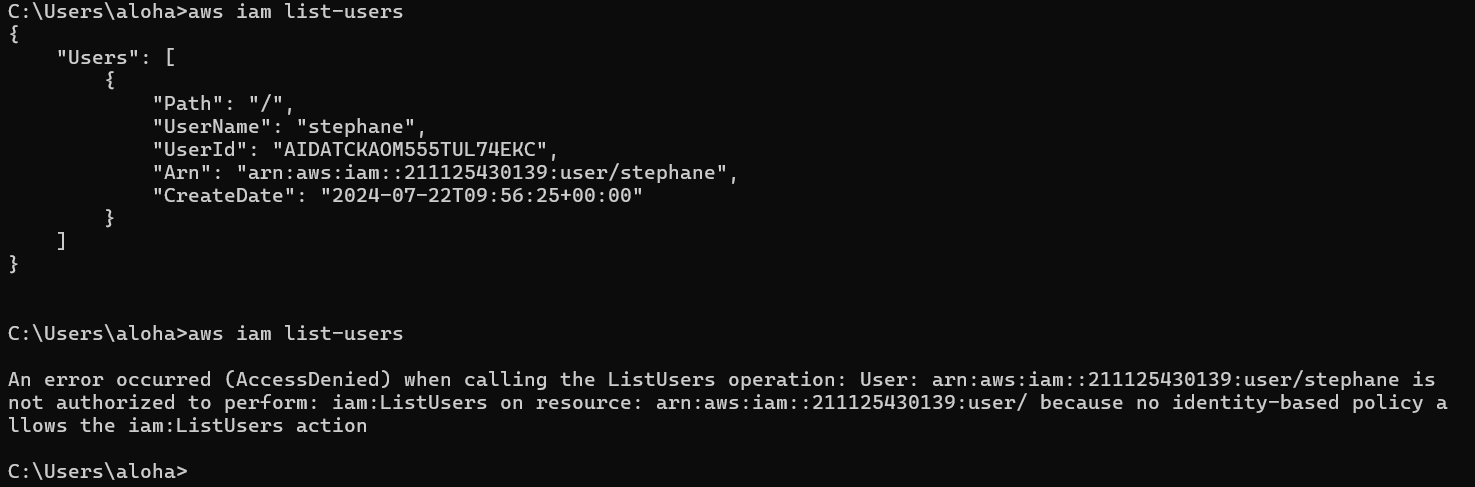 C:\Users\aloha>aws iam list-users
{
    "Users": [
        {
            "Path": "/",
            "UserName": "stephane",
            "UserId": "AIDATCKAOM555TUL74EKC",
            "Arn": "arn:aws:iam::211125430139:user/stephane",
            "CreateDate": "2024-07-22T09:56:25+00:00"
        }
    ]
}
C:\Users\aloha>aws iam list-users
An error occurred (AccessDenied) when calling the ListUsers operation: User: arn:aws:iam::211125430139:user/stephane is
not authorized to perform: iam:ListUsers on resource: arn:aws:iam::211125430139:user/ because no identity-based policy a
llows the iam:ListUsers action
C:\Users\aloha>